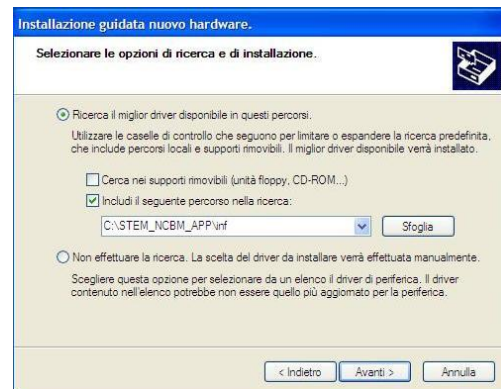 Installazione guidata nuovo hardware.
Selezionare le opzioni di ricerca e di installazione.
Ricerca il miglior driver disponibile in questi percorsi.
Utilizzare le caselle di controllo che seguono per limitare o espandere la ricerca predefinita,
che include percorsi locali e supporti rimovibili. Il miglior driver disponibile verrà installato.
Cerca nei supporti rimovibili (unità floppy, CD-ROM...)
Includi il seguente percorso nella ricerca:
C:\STEM_NCBM_APP\inf
Sfoglia
Non effettuare la ricerca. La scelta del driver da installare verrà effettuata manualmente.
Scegliere questa opzione per selezionare da un elenco il driver di periferica. Il driver
contenuto nell'elenco potrebbe non essere quello più aggiornato per la periferica.
< Indietro Avanti > Annulla